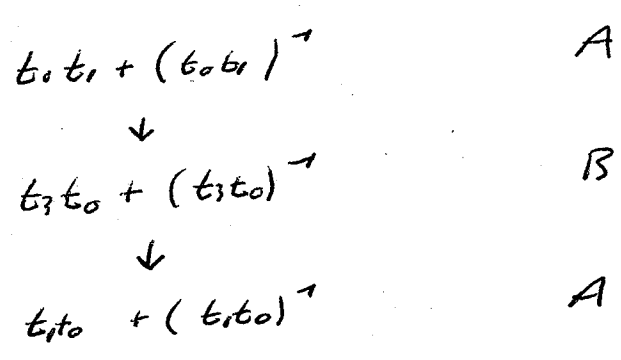 t₀t₁ + (t₀t₁)⁻¹ A
↓
t₃t₀ + (t₃t₀)⁻¹ B
↓
t₁t₀ + (t₁t₀)⁻¹ A